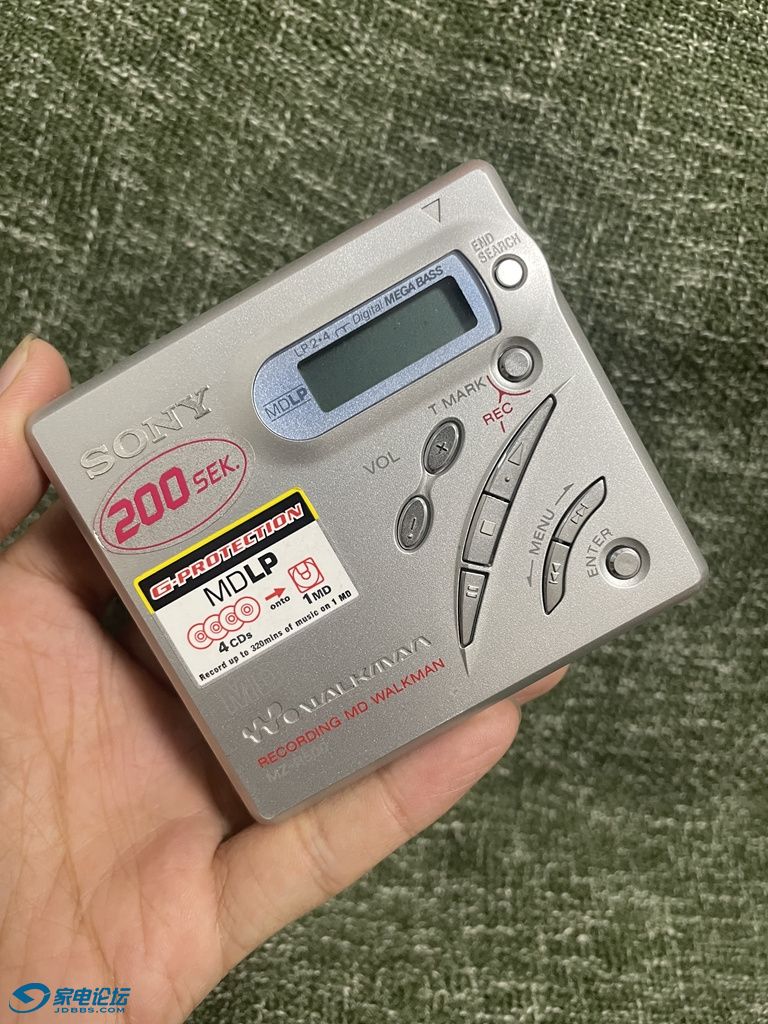 END
SEARCH
LP 2•4
Digital MEGA BASS
MDLP
T MARK
REC
SONY
VOL
+
-
200 SEK.
MENU
ENTER
G-PROTECTION
MDLP
4 CDs
onto
1 MD
Record up to 320mins of music on 1 MD
WALKMAN
RECORDING MD WALKMAN
家电论坛
JDBBS.COM